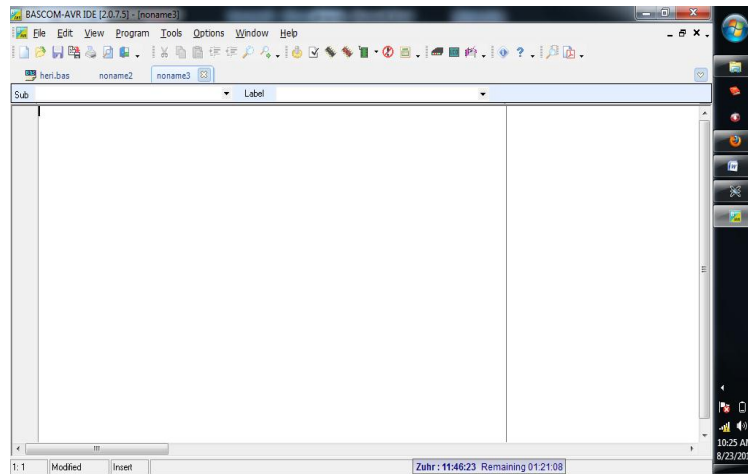 BASCOM-AVR IDE [2.0.7.5] - [noname3]
File Edit View Program Tools Options Window Help
heri.bas noname2 noname3
Sub Label
1: 1 Modified Insert
Zuhr : 11:46:23 Remaining 01:21:08
10:25 AM
8/23/20